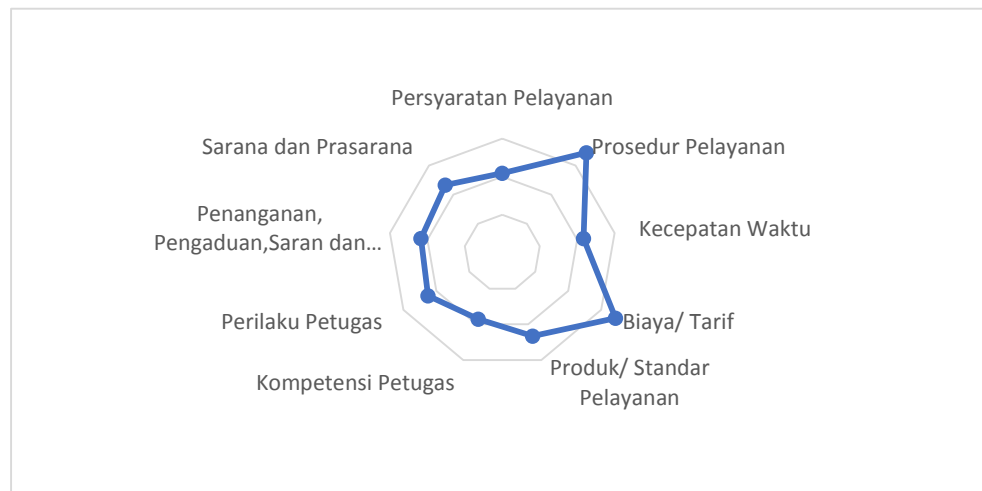 Persyaratan Pelayanan
Prosedur Pelayanan
Kecepatan Waktu
Biaya/ Tarif
Produk/ Standar
Pelayanan
Kompetensi Petugas
Perilaku Petugas
Penanganan,
Pengaduan,Saran dan...
Sarana dan Prasarana